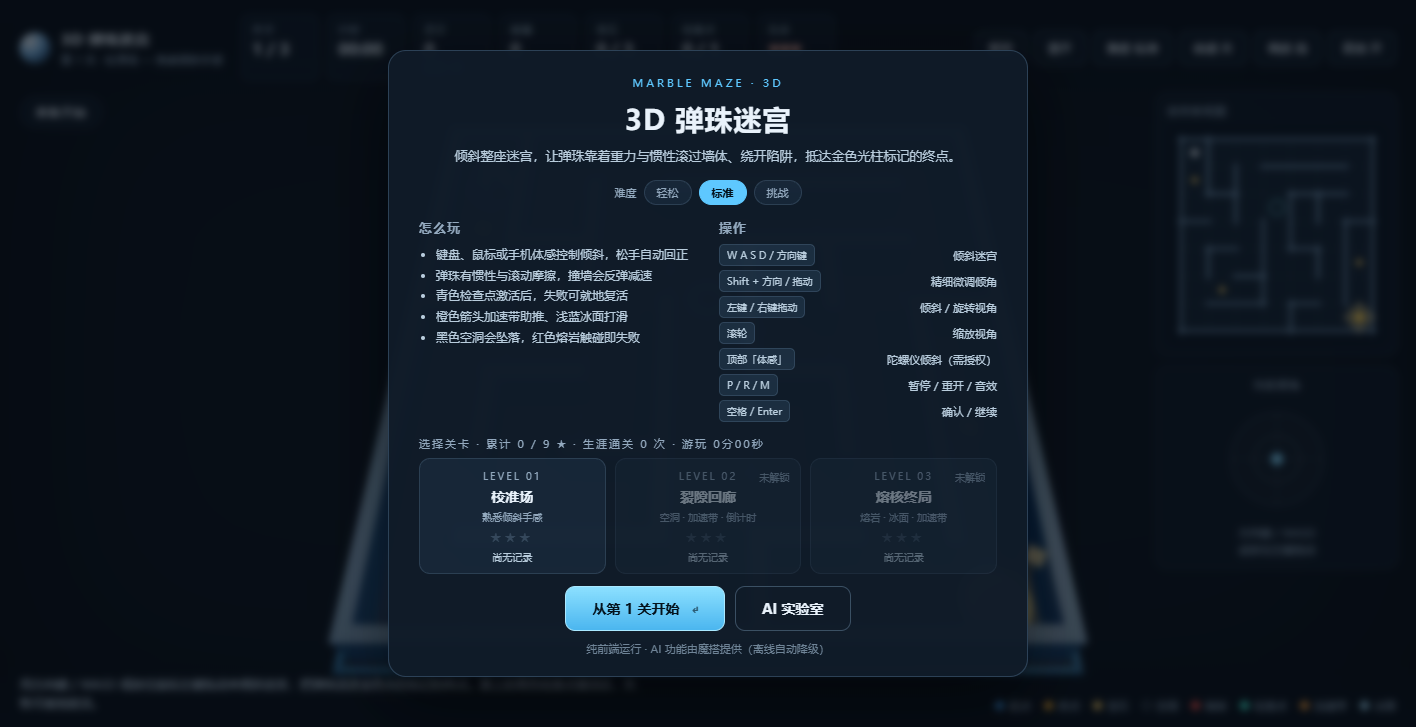 MARBLE MAZE · 3D
3D 弹珠迷宫
倾斜整座迷宫，让弹珠靠着重力与惯性滚过墙体、绕开陷阱，抵达金色光柱标记的终点。
难度 轻松 标准 挑战
怎么玩
• 键盘、鼠标或手机体感控制倾斜，松手自动回正
• 弹珠有惯性与滚动摩擦，撞墙会反弹减速
• 青色检查点激活后，失败可就地复活
• 橙色箭头加速带助推、浅蓝冰面打滑
• 黑色空洞会坠落，红色熔岩触碰即失败
操作
W A S D / 方向键 倾斜迷宫
Shift + 方向 / 拖动 精细微调倾角
左键 / 右键拖动 倾斜 / 旋转视角
滚轮 缩放视角
顶部「体感」 陀螺仪倾斜（需授权）
P / R / M 暂停 / 重开 / 音效
空格 / Enter 确认 / 继续
选择关卡 · 累计 0 / 9 ★ · 生涯通关 0 次 · 游玩 0分00秒
LEVEL 01
校准场
熟悉倾斜手感
★★★
尚无记录
LEVEL 02 未解锁
裂隙回廊
空洞 · 加速带 · 倒计时
★★★
尚无记录
LEVEL 03 未解锁
熔核终局
熔岩 · 冰面 · 加速带
★★★
尚无记录
从第 1 关开始 ↲
AI 实验室
纯前端运行 · AI 功能由魔搭提供（离线自动降级）